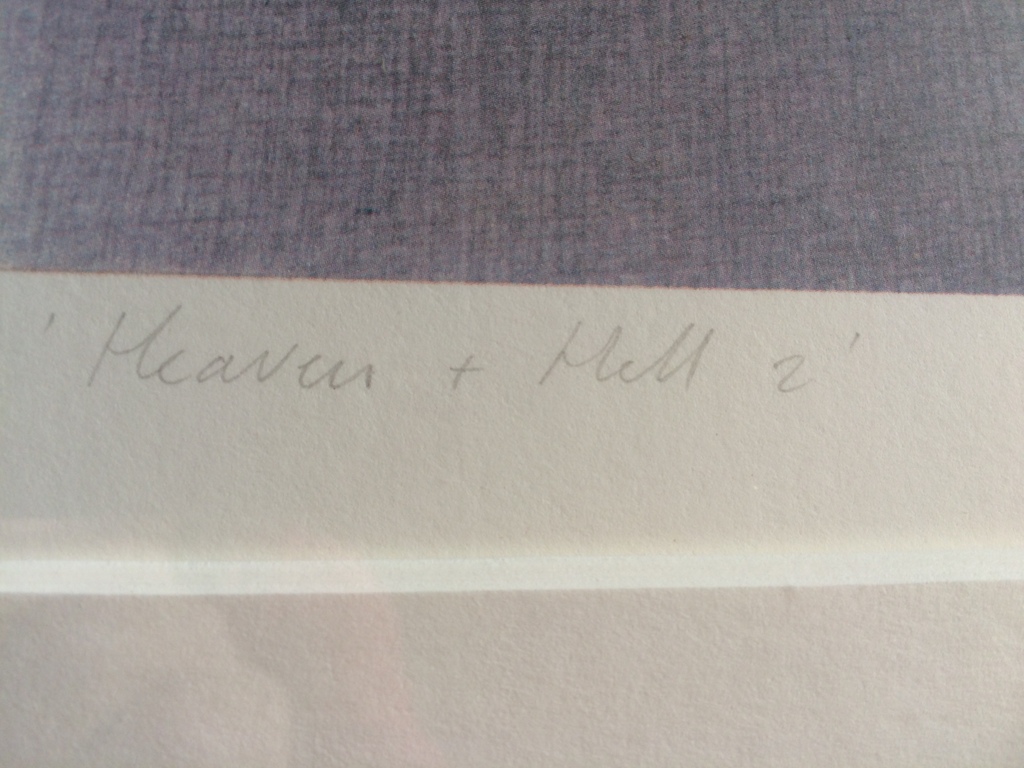 'Heaven + Hell 2'